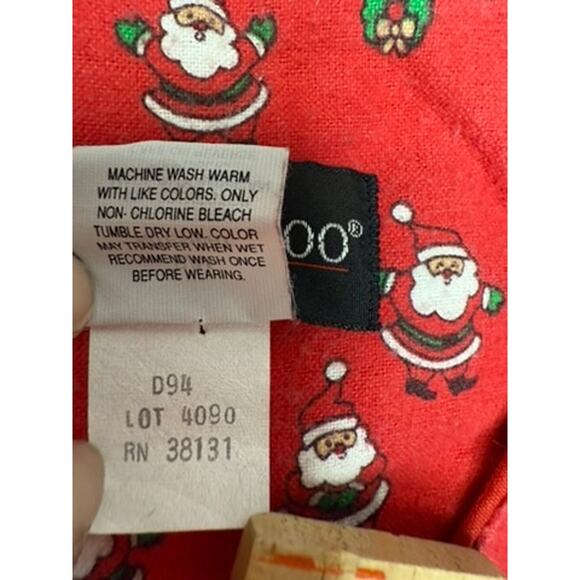 MACHINE WASH WARM
WITH LIKE COLORS. ONLY
NON- CHLORINE BLEACH
TUMBLE DRY LOW. COLOR
MAY TRANSFER WHEN WET
RECOMMEND WASH ONCE
BEFORE WEARING.
OO®
D94
LOT 4090
RN 38131